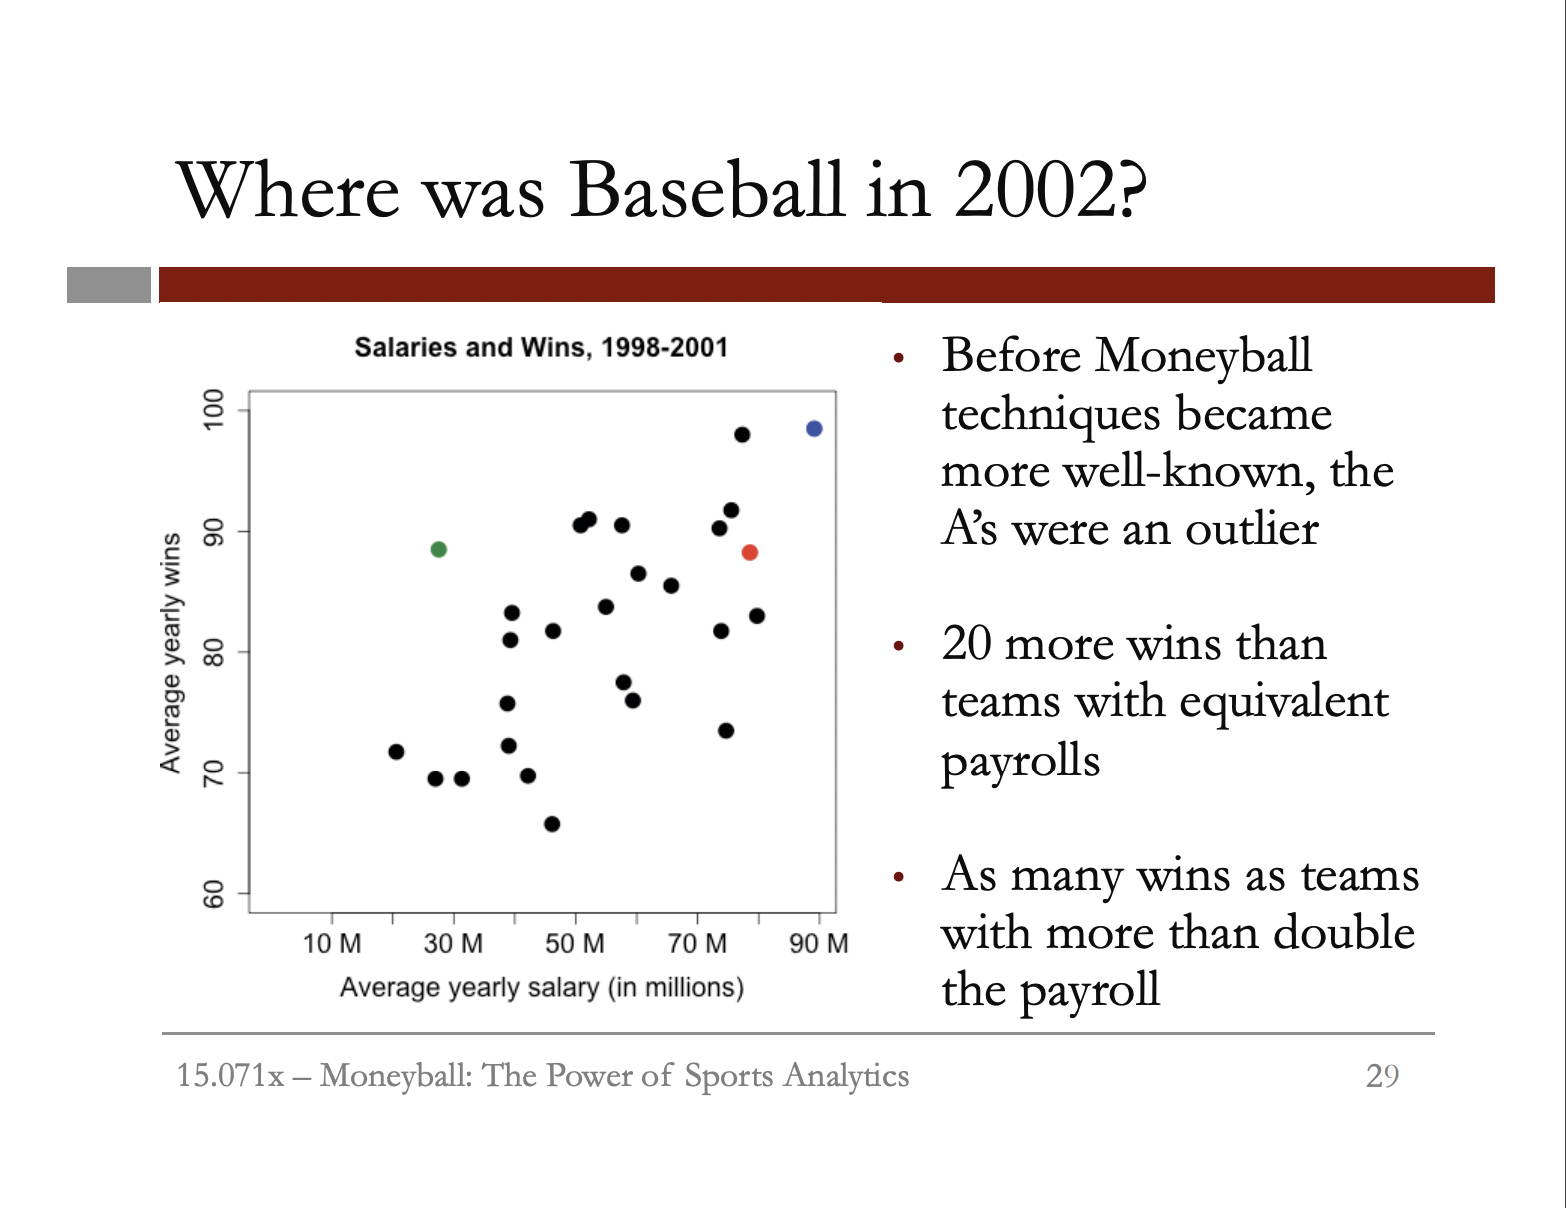 Where was Baseball in 2002?
Salaries and Wins, 1998-2001
100
90
80
70
60
Average yearly wins
10 M 30 M 50 M 70 M 90 M
Average yearly salary (in millions)
• Before Moneyball
techniques became
more well-known, the
A’s were an outlier
• 20 more wins than
teams with equivalent
payrolls
• As many wins as teams
with more than double
the payroll
15.071x – Moneyball: The Power of Sports Analytics
29